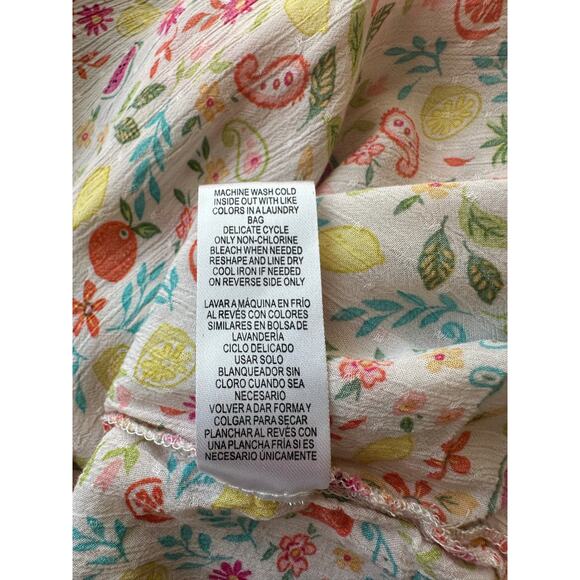 MACHINE WASH COLD
INSIDE OUT WITH LIKE
COLORS IN A LAUNDRY
BAG
DELICATE CYCLE
ONLY NON-CHLORINE
BLEACH WHEN NEEDED
RESHAPE AND LINE DRY
COOL IRON IF NEEDED
ON REVERSE SIDE ONLY
LAVAR A MÁQUINA EN FRÍO
AL REVÉS CON COLORES
SIMILARES EN BOLSA DE
LAVANDERÍA
CICLO DELICADO
USAR SOLO
BLANQUEADOR SIN
CLORO CUANDO SEA
NECESARIO
VOLVER A DAR FORMA Y
COLGAR PARA SECAR
PLANCHAR AL REVÉS CON
UNA PLANCHA FRÍA SI ES
NECESARIO ÚNICAMENTE